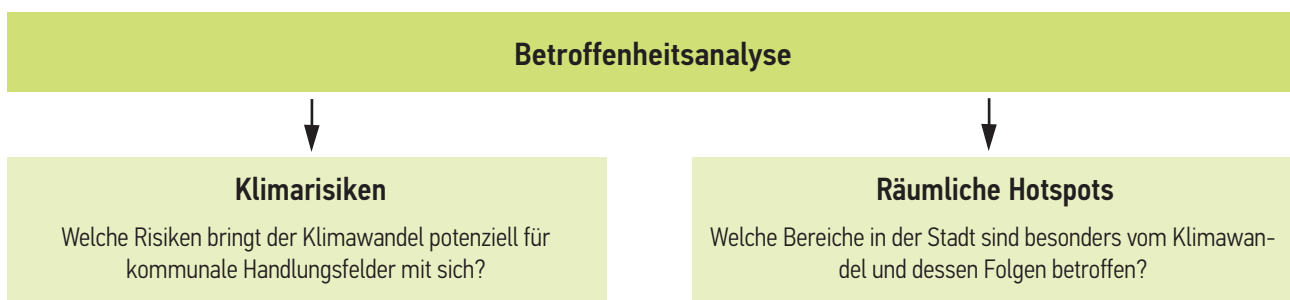 Betroffenheitsanalyse
Klimarisiken
Welche Risiken bringt der Klimawandel potenziell für
kommunale Handlungsfelder mit sich?
Räumliche Hotspots
Welche Bereiche in der Stadt sind besonders vom Klimawan-
del und dessen Folgen betroffen?